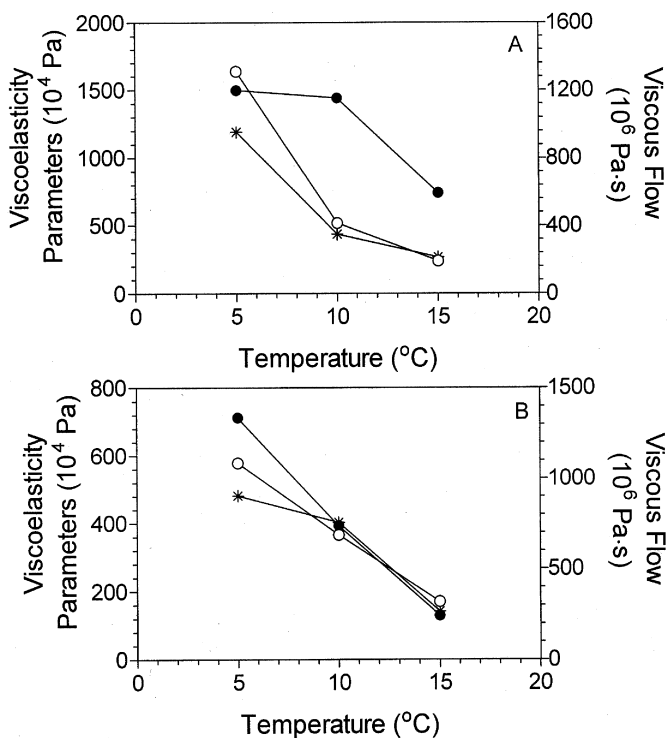 A
2000
1500
1000
500
0
Viscoelasticity
Parameters (10⁴ Pa)
1600
1200
800
400
0
Viscous Flow
(10⁶ Pa·s)
0 5 10 15 20
Temperature (°C)
B
800
600
400
200
0
Viscoelasticity
Parameters (10⁴ Pa)
1500
1000
500
0
Viscous Flow
(10⁶ Pa·s)
0 5 10 15 20
Temperature (°C)